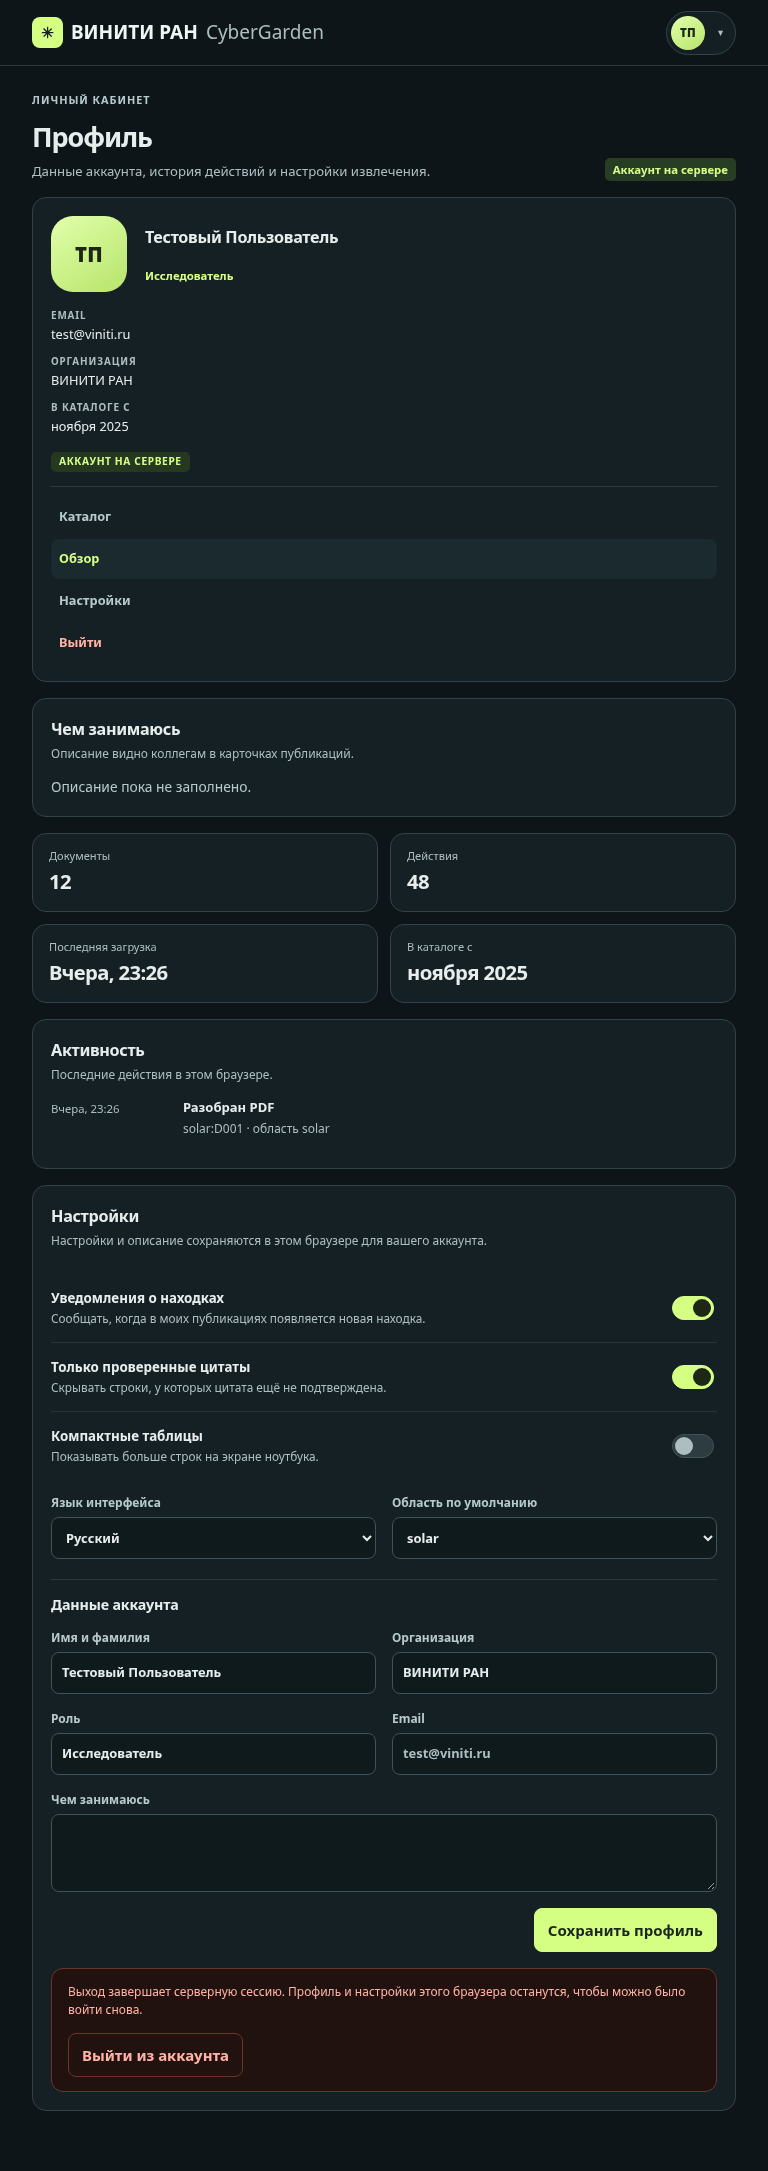 ВИНИТИ РАН CyberGarden
ТП
ЛИЧНЫЙ КАБИНЕТ
Профиль
Данные аккаунта, история действий и настройки извлечения.
Аккаунт на сервере
ТП
Тестовый Пользователь
Исследователь
EMAIL
test@viniti.ru
ОРГАНИЗАЦИЯ
ВИНИТИ РАН
В КАТАЛОГЕ С
ноября 2025
АККАУНТ НА СЕРВЕРЕ
Каталог
Обзор
Настройки
Выйти
Чем занимаюсь
Описание видно коллегам в карточках публикаций.
Описание пока не заполнено.
Документы
12
Действия
48
Последняя загрузка
Вчера, 23:26
В каталоге с
ноября 2025
Активность
Последние действия в этом браузере.
Вчера, 23:26
Разобран PDF
solar:D001 · область solar
Настройки
Настройки и описание сохраняются в этом браузере для вашего аккаунта.
Уведомления о находках
Сообщать, когда в моих публикациях появляется новая находка.
Только проверенные цитаты
Скрывать строки, у которых цитата ещё не подтверждена.
Компактные таблицы
Показывать больше строк на экране ноутбука.
Язык интерфейса
Русский
Область по умолчанию
solar
Данные аккаунта
Имя и фамилия
Тестовый Пользователь
Организация
ВИНИТИ РАН
Роль
Исследователь
Email
test@viniti.ru
Чем занимаюсь
Сохранить профиль
Выход завершает серверную сессию. Профиль и настройки этого браузера останутся, чтобы можно было
войти снова.
Выйти из аккаунта